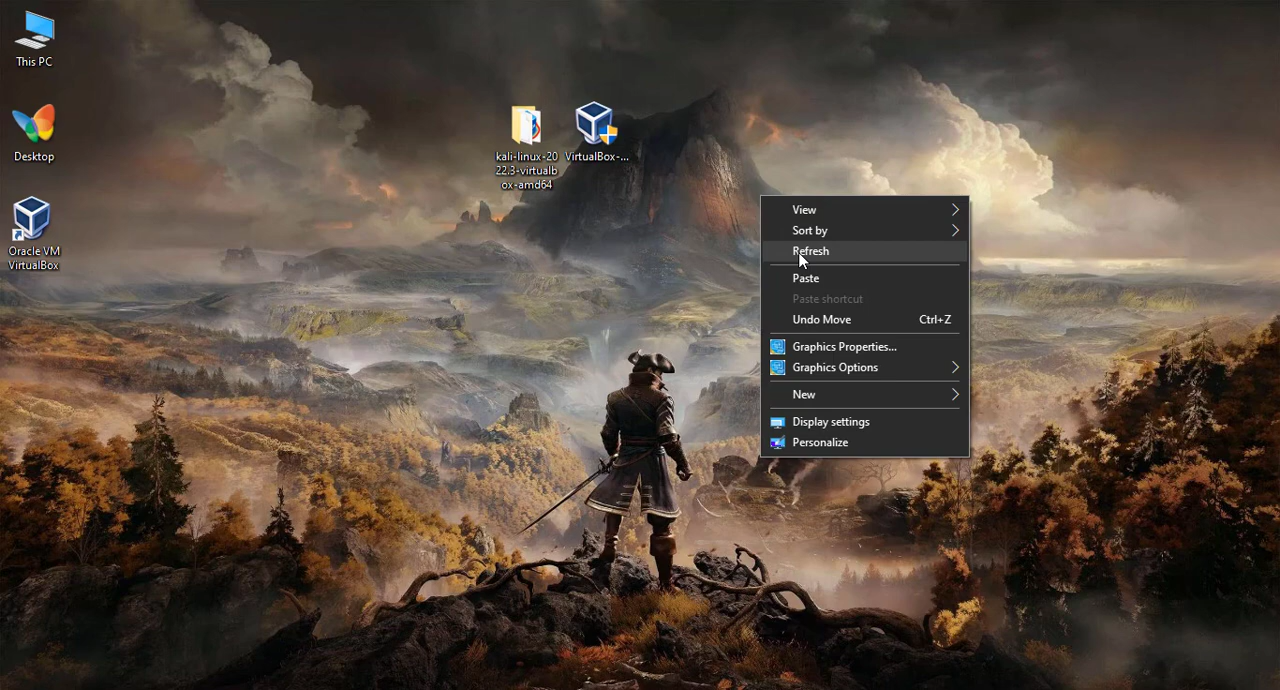 This PC
Desktop
Oracle VM
VirtualBox
kali-linux-20
22.3-virtualb
ox-amd64
VirtualBox-...
View
Sort by
Refresh
Paste
Paste shortcut
Undo Move Ctrl+Z
Graphics Properties...
Graphics Options
New
Display settings
Personalize